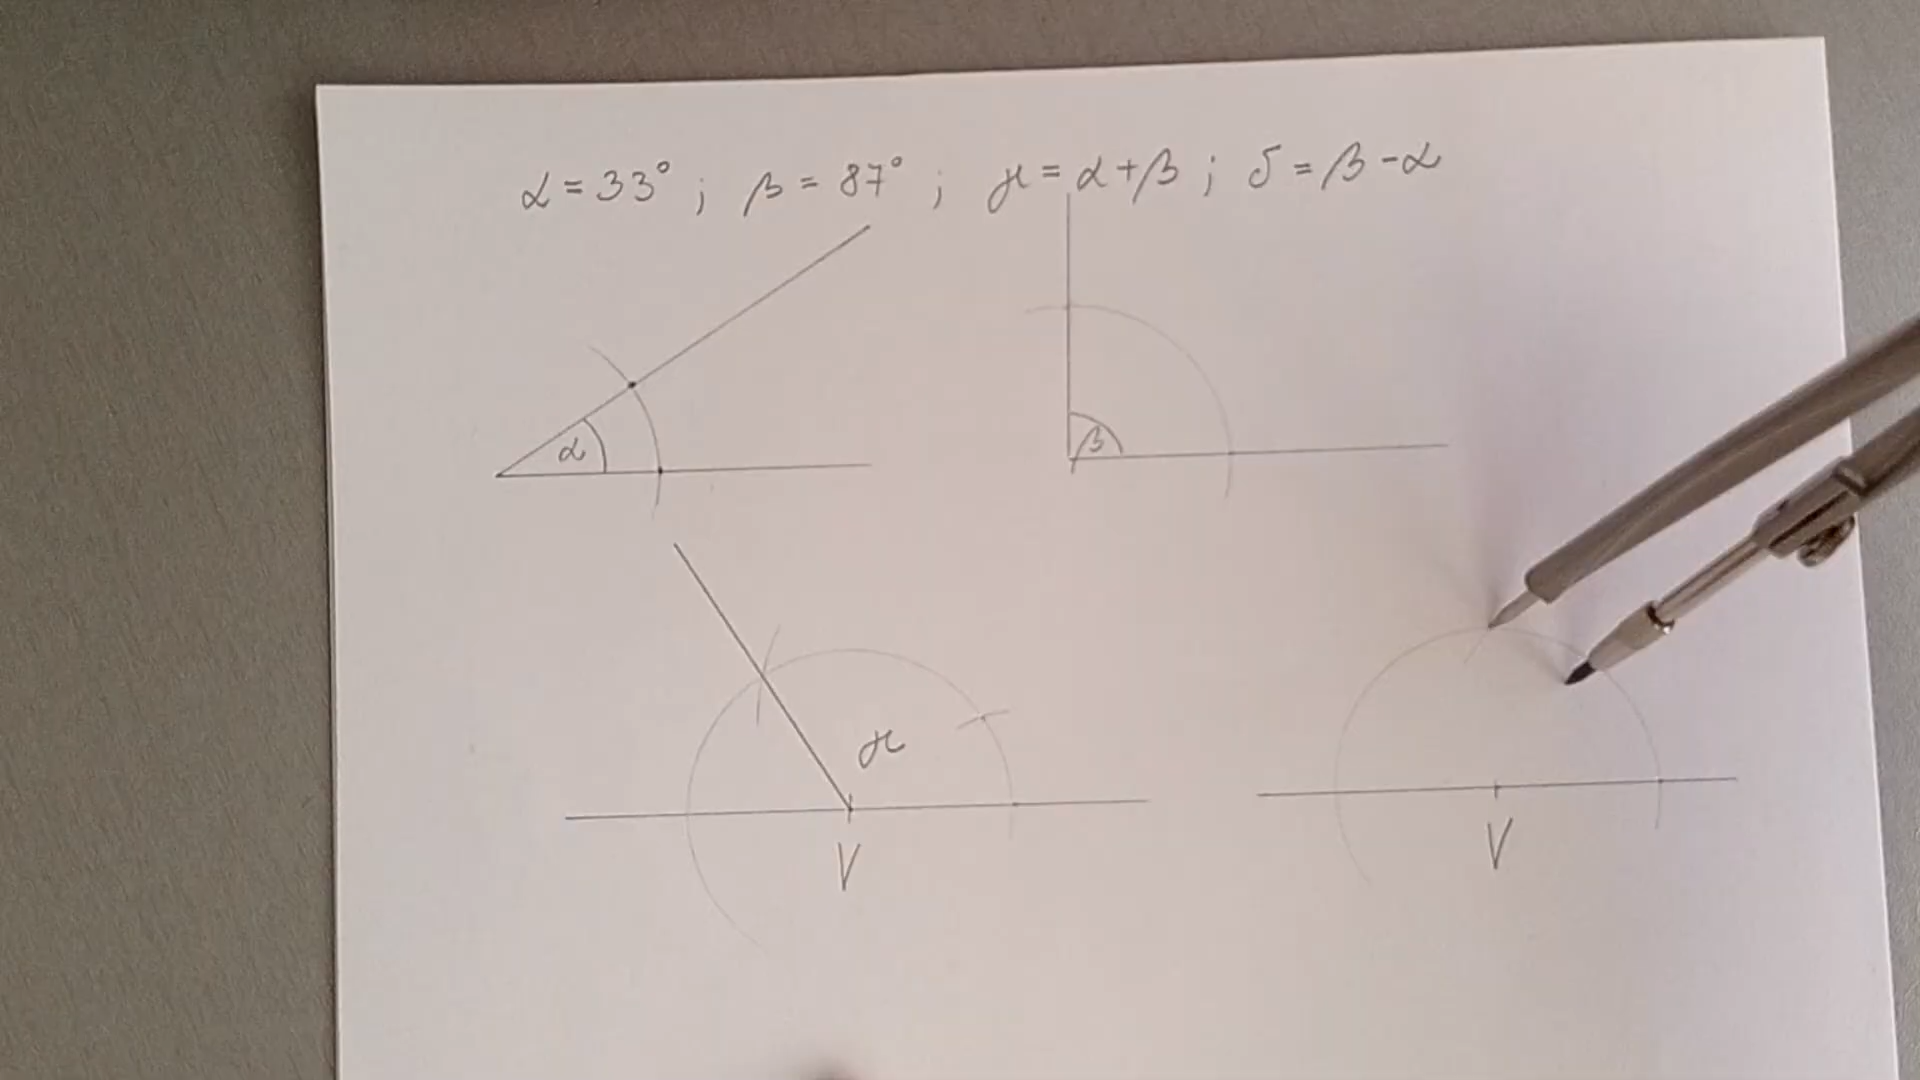 α = 33° ; β = 87° ; γ = α + β ; δ = β - α
α
β
γ
V
V